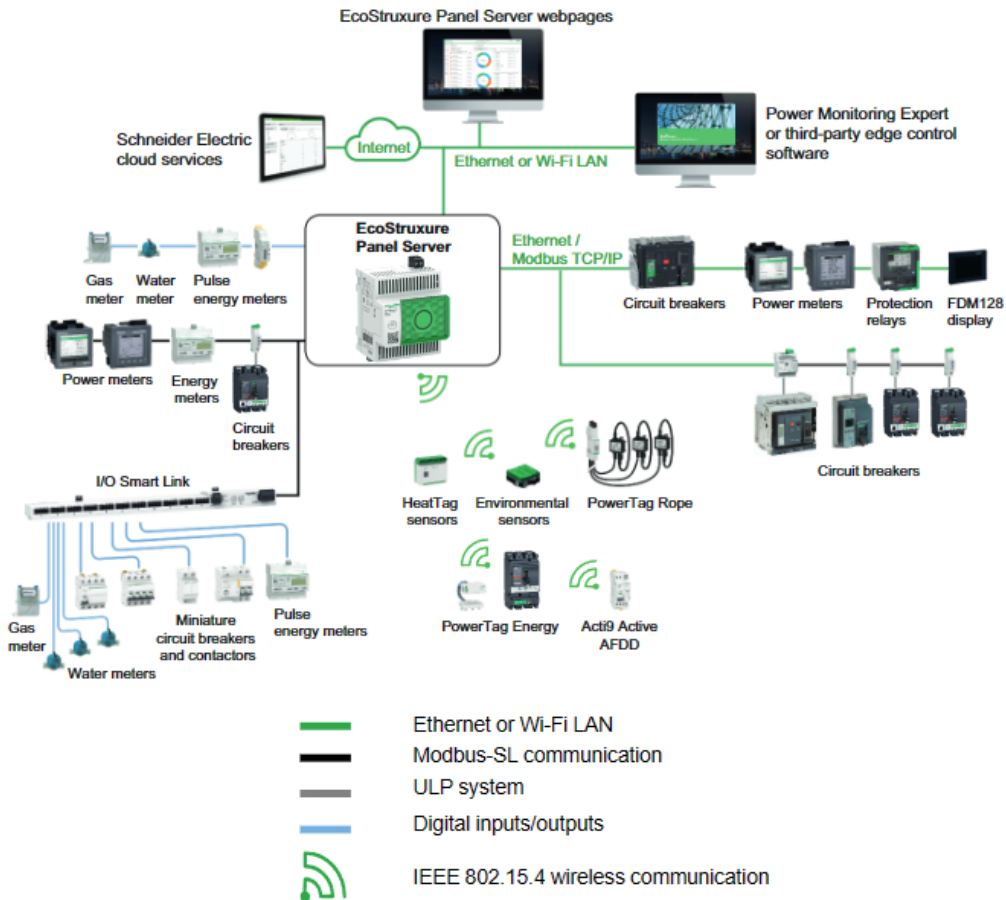 EcoStruxure Panel Server webpages
Schneider Electric
cloud services
Internet
Ethernet or Wi-Fi LAN
Power Monitoring Expert
or third-party edge control
software
EcoStruxure
Panel Server
Gas
meter
Water
meter
Pulse
energy meters
Ethernet /
Modbus TCP/IP
Circuit breakers
Power meters
Protection
relays
FDM128
display
Power meters
Energy
meters
Circuit
breakers
Circuit breakers
I/O Smart Link
HeatTag
sensors
Environmental
sensors
PowerTag Rope
Gas
meter
Water meters
Miniature
circuit breakers
and contactors
Pulse
energy meters
PowerTag Energy
Acti9 Active
AFDD
Ethernet or Wi-Fi LAN
Modbus-SL communication
ULP system
Digital inputs/outputs
IEEE 802.15.4 wireless communication